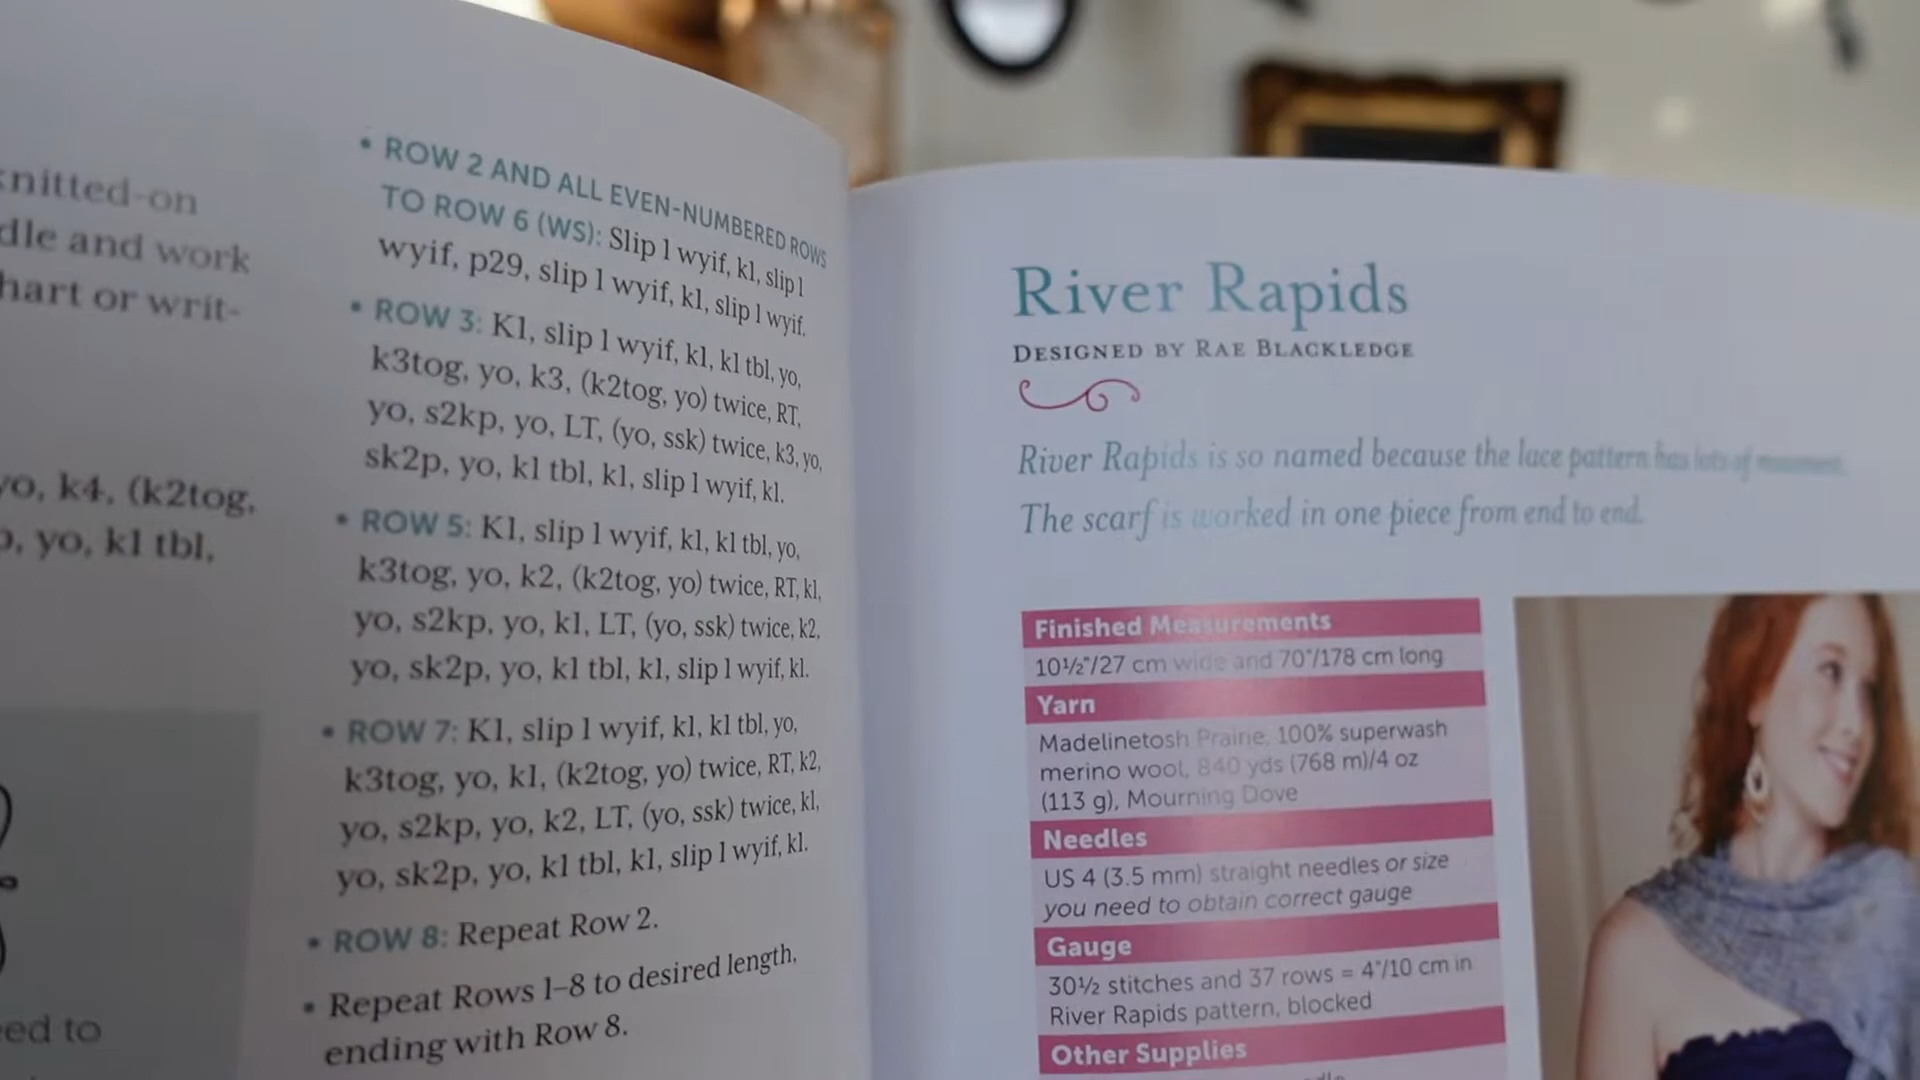 knitted-on
dle and work
hart or writ-
yo, k4, (k2tog,
o, yo, k1 tbl,
eed to
• ROW 2 AND ALL EVEN-NUMBERED ROWS
TO ROW 6 (WS): Slip 1 wyif, k1, slip 1
wyif, p29, slip 1 wyif, k1, slip 1 wyif.
• ROW 3: K1, slip 1 wyif, k1, k1 tbl, yo,
k3tog, yo, k3, (k2tog, yo) twice, RT,
yo, s2kp, yo, LT, (yo, ssk) twice, k3, yo,
sk2p, yo, k1 tbl, k1, slip 1 wyif, k1.
• ROW 5: K1, slip 1 wyif, k1, k1 tbl, yo,
k3tog, yo, k2, (k2tog, yo) twice, RT, k1,
yo, s2kp, yo, k1, LT, (yo, ssk) twice, k2,
yo, sk2p, yo, k1 tbl, k1, slip 1 wyif, k1.
• ROW 7: K1, slip 1 wyif, k1, k1 tbl, yo,
k3tog, yo, k1, (k2tog, yo) twice, RT, k2,
yo, s2kp, yo, k2, LT, (yo, ssk) twice, k1,
yo, sk2p, yo, k1 tbl, k1, slip 1 wyif, k1.
• ROW 8: Repeat Row 2.
• Repeat Rows 1–8 to desired length,
ending with Row 8.
River Rapids
DESIGNED BY RAE BLACKLEDGE
River Rapids is so named because the lace pattern has lots of
The scarf is worked in one piece from end to end.
Finished Measurements
10½"/27 cm wide and 70"/178 cm long
Yarn
Madelinetosh Prairie, 100% superwash
merino wool, 840 yds (768 m)/4 oz
(113 g), Mourning Dove
Needles
US 4 (3.5 mm) straight needles or size
you need to obtain correct gauge
Gauge
30½ stitches and 37 rows = 4"/10 cm in
River Rapids pattern, blocked
Other Supplies